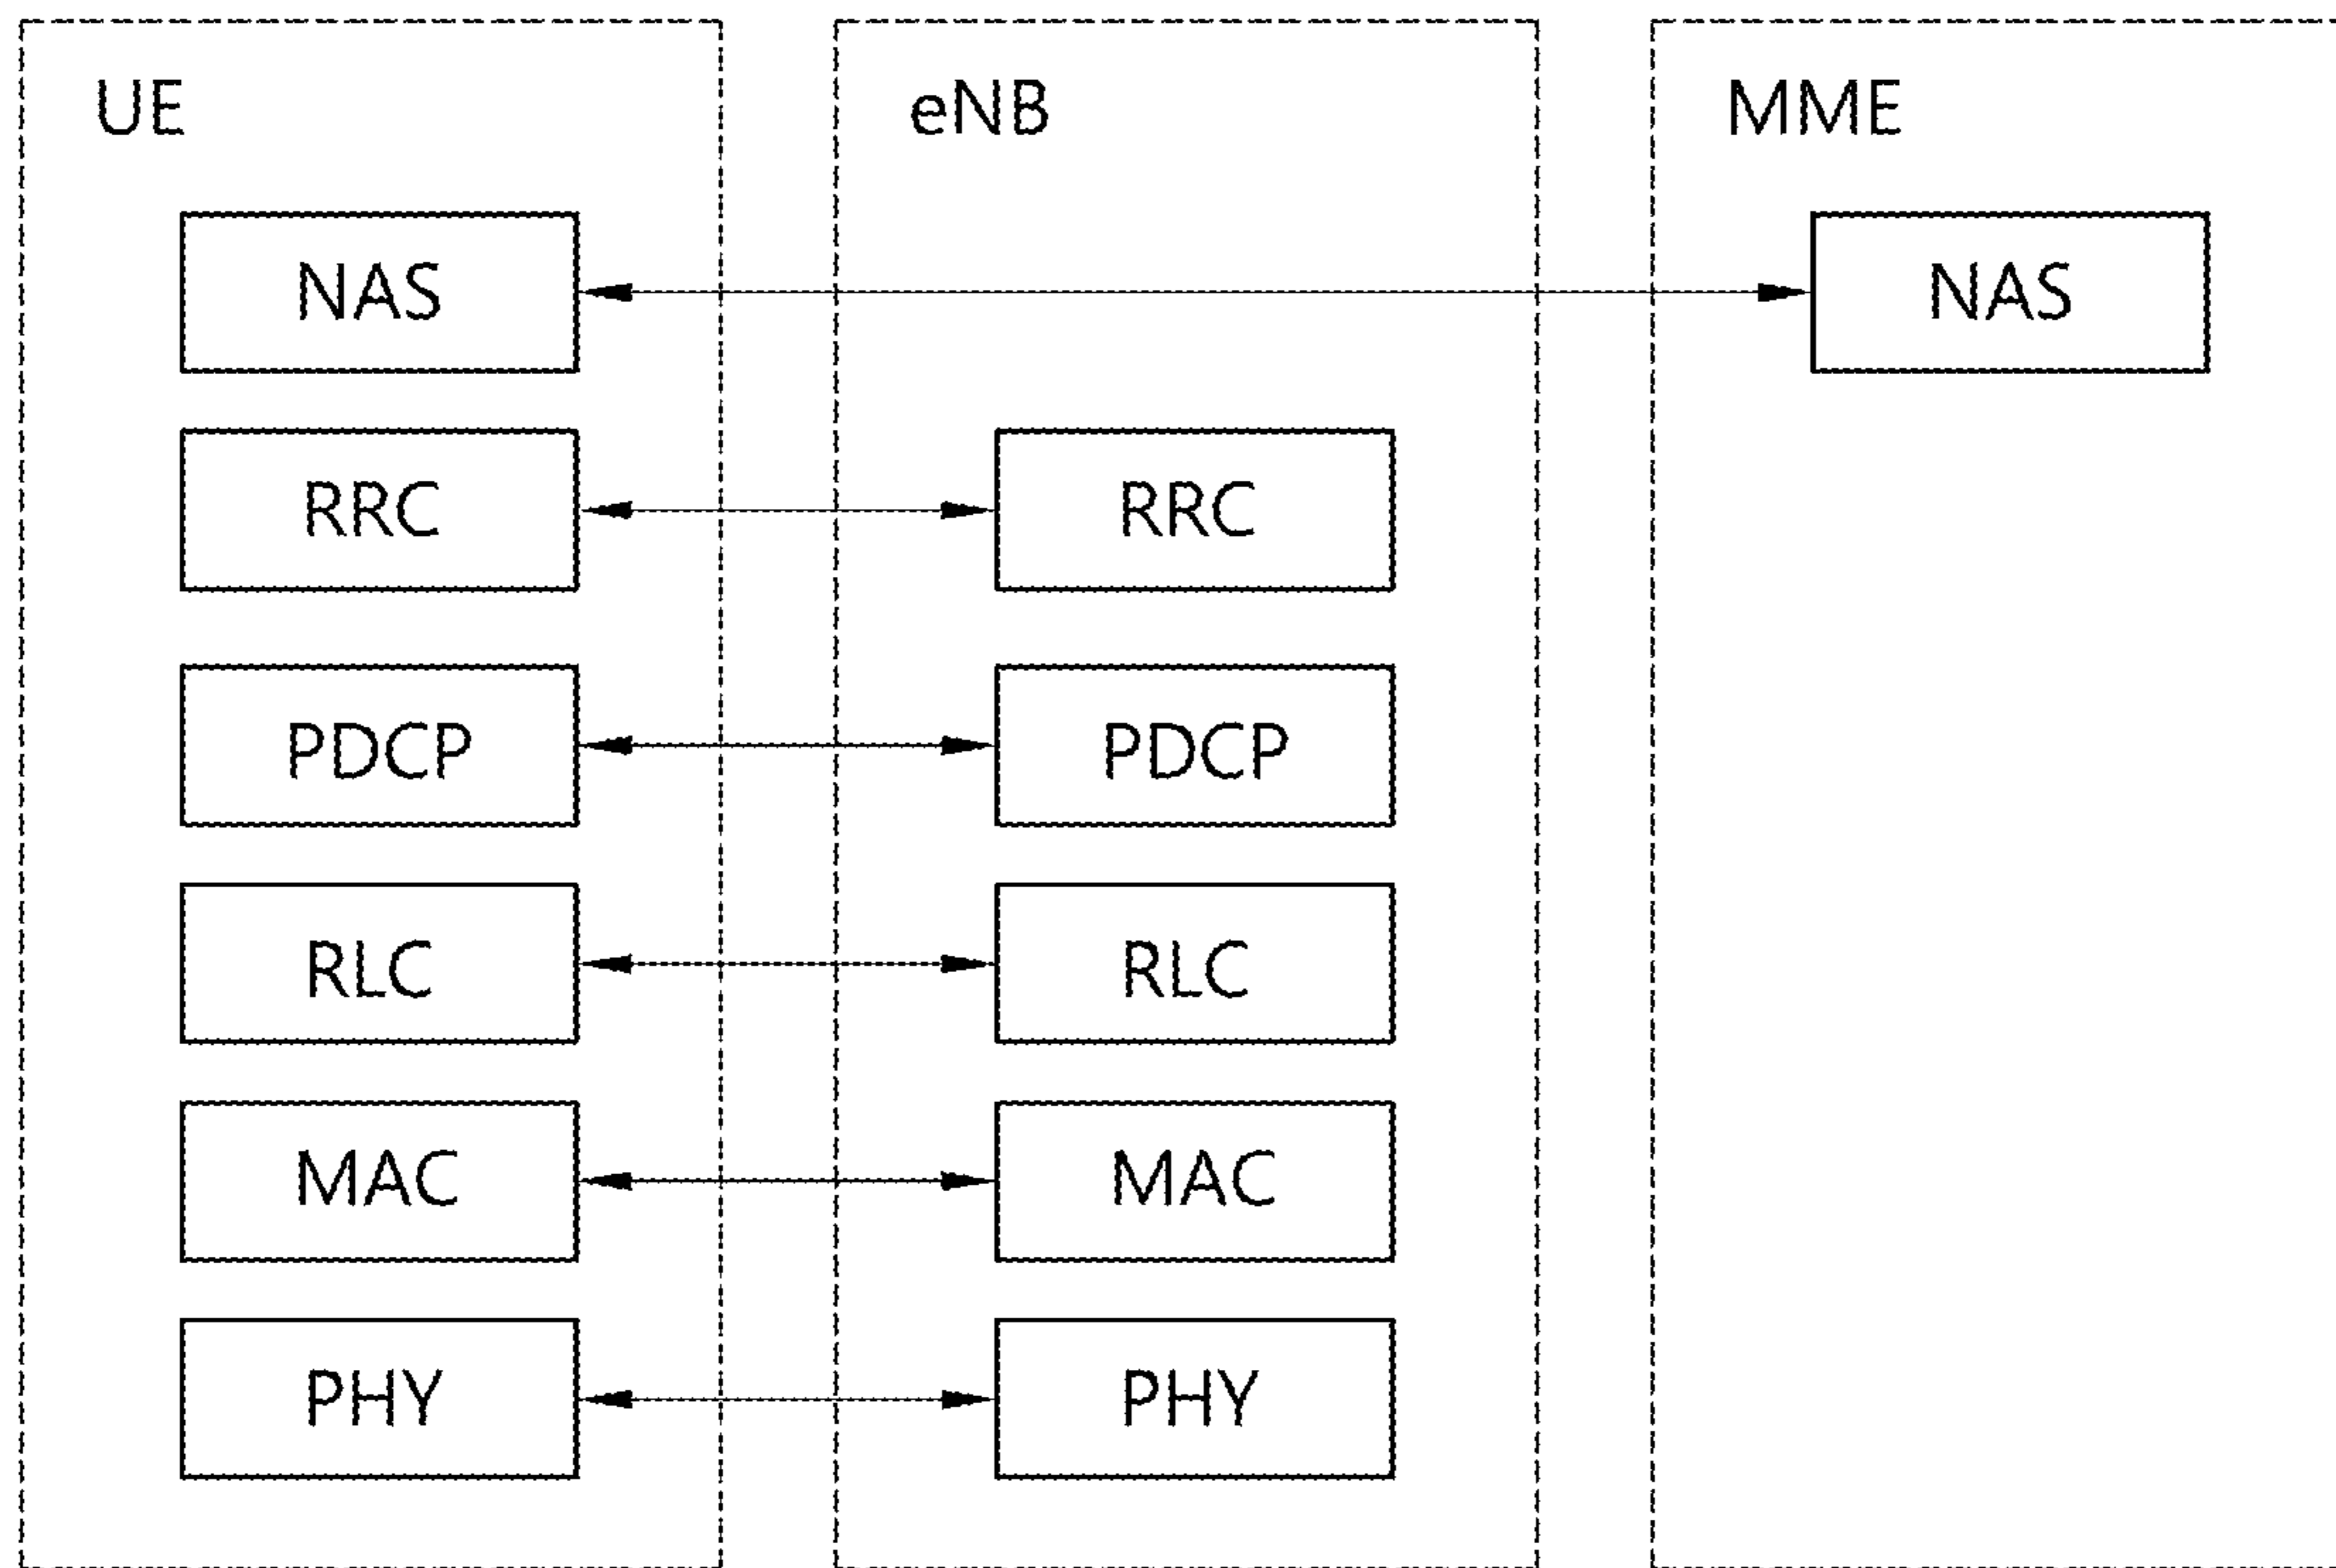 UE eNB MME
NAS NAS
RRC RRC
PDCP PDCP
RLC RLC
MAC MAC
PHY PHY